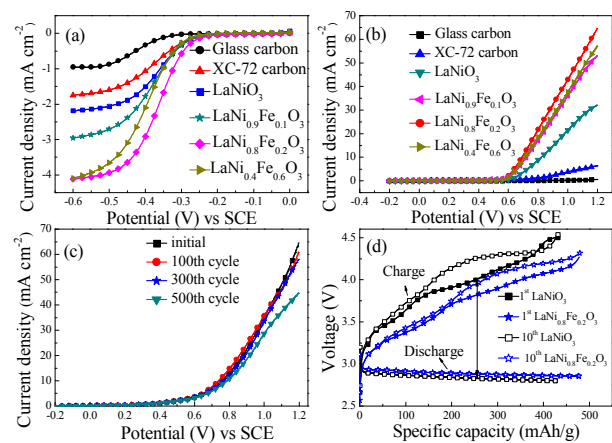 (a)
Glass carbon
XC-72 carbon
LaNiO3
LaNi0.9Fe0.1O3
LaNi0.8Fe0.2O3
LaNi0.4Fe0.6O3
Current density (mA cm-2)
0
-1
-2
-3
-4
-0.6 -0.5 -0.4 -0.3 -0.2 -0.1 0.0
Potential (V) vs SCE
(b)
Glass carbon
XC-72 carbon
LaNiO3
LaNi0.9Fe0.1O3
LaNi0.8Fe0.2O3
LaNi0.4Fe0.6O3
Current density (mA cm-2)
70
60
50
40
30
20
10
0
-0.4 -0.2 0.0 0.2 0.4 0.6 0.8 1.0 1.2
Potential (V) vs SCE
(c)
initial
100th cycle
300th cycle
500th cycle
Current density (mA cm-2)
70
60
50
40
30
20
10
0
-0.2 0.0 0.2 0.4 0.6 0.8 1.0 1.2
Potential (V) vs SCE
(d)
Charge
Discharge
1st LaNiO3
1st LaNi0.8Fe0.2O3
10th LaNiO3
10th LaNi0.8Fe0.2O3
Voltage (V)
4.5
4.0
3.5
3.0
2.5
0 100 200 300 400 500
Specific capacity (mAh/g)